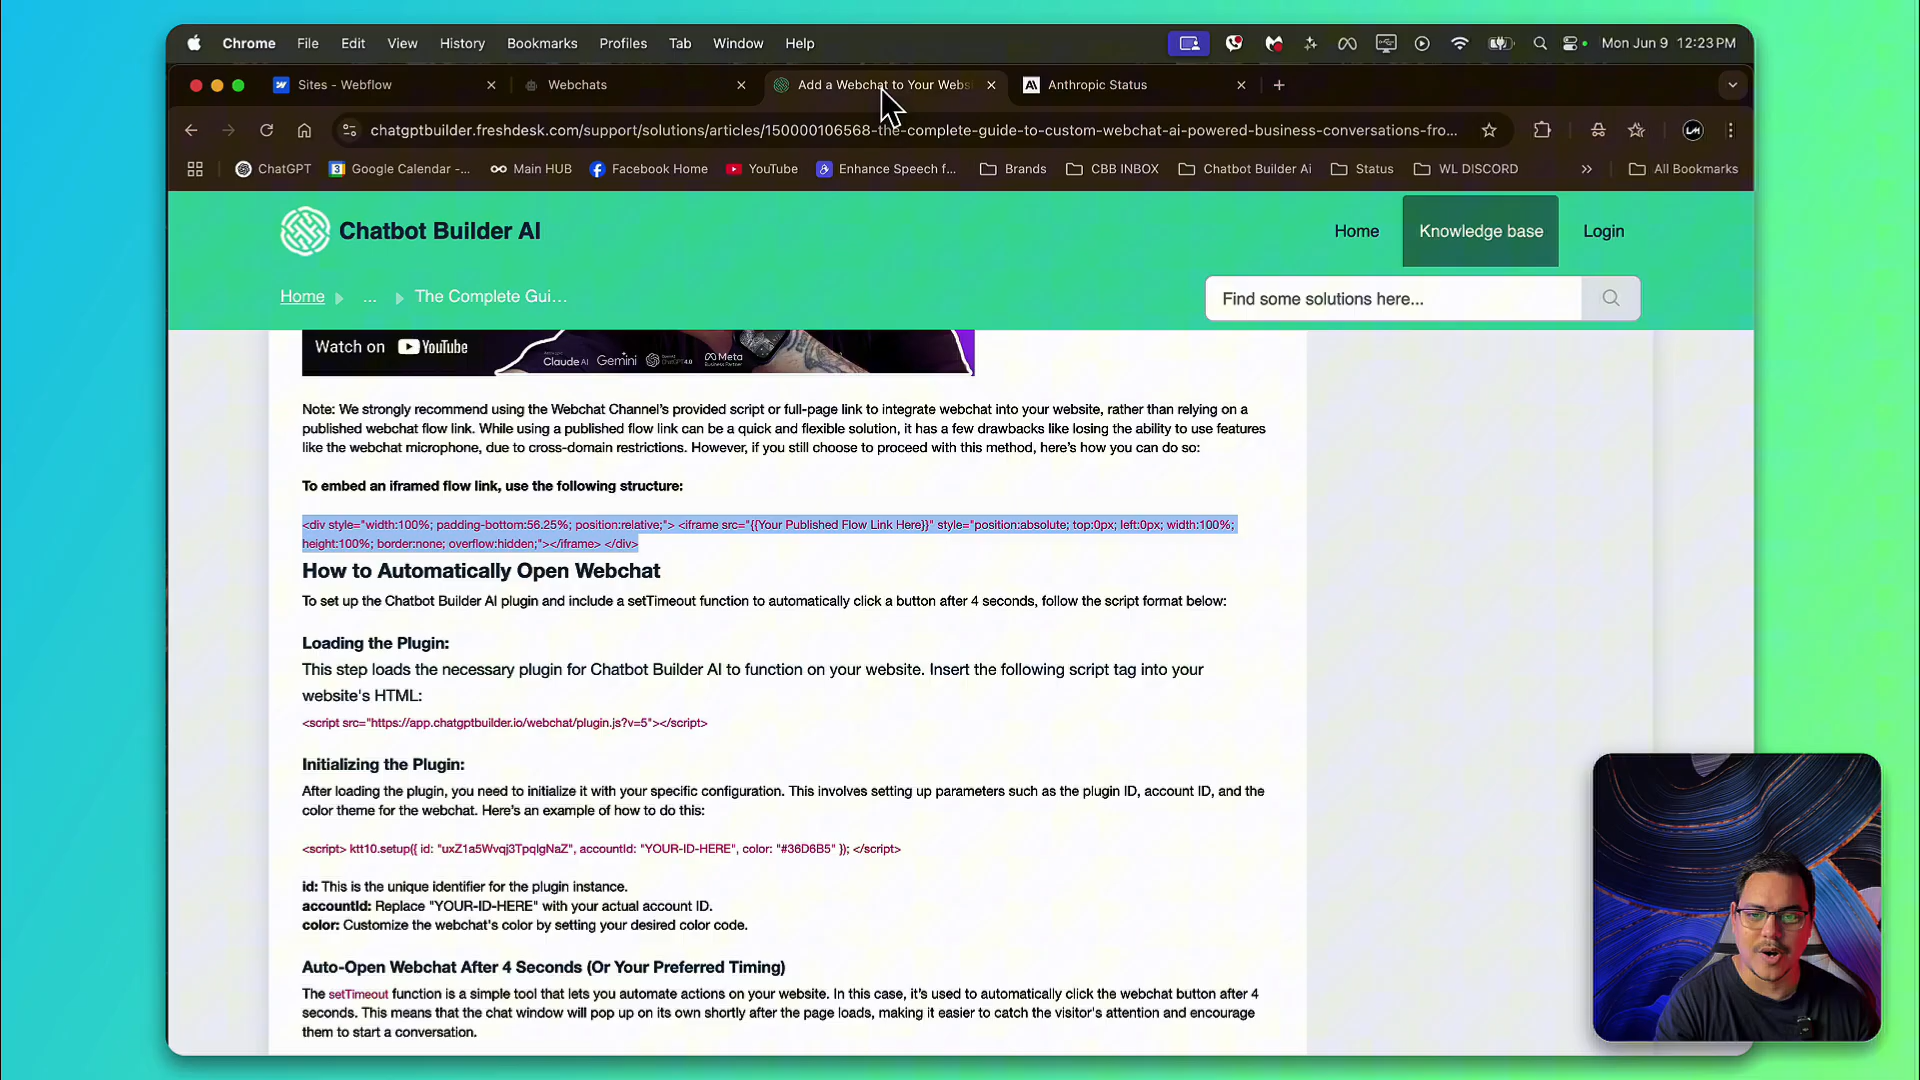 Chrome File Edit View History Bookmarks Profiles Tab Window Help Mon Jun 9 12:23 PM
Sites - Webflow Webchats Add a Webchat to Your Webs Anthropic Status
chatgptbuilder.freshdesk.com/support/solutions/articles/150000106568-the-complete-guide-to-custom-webchat-ai-powered-business-conversations-fro...
ChatGPT Google Calendar -... Main HUB Facebook Home YouTube Enhance Speech f... Brands CBB INBOX Chatbot Builder Ai Status WL DISCORD » All Bookmarks
Chatbot Builder AI
Home Knowledge base Login
Home ... The Complete Gui...
Find some solutions here...
Watch on YouTube
Claude AI Gemini ChatGPT4.0 Meta
Note: We strongly recommend using the Webchat Channel's provided script or full-page link to integrate webchat into your website, rather than relying on a
published webchat flow link. While using a published flow link can be a quick and flexible solution, it has a few drawbacks like losing the ability to use features
like the webchat microphone, due to cross-domain restrictions. However, if you still choose to proceed with this method, here's how you can do so:
To embed an iframed flow link, use the following structure:
<div style="width:100%; padding-bottom:56.25%; position:relative;"> <iframe src="{{Your Published Flow Link Here}}" style="position:absolute; top:0px; left:0px; width:100%;
height:100%; border:none; overflow:hidden;"></iframe> </div>
How to Automatically Open Webchat
To set up the Chatbot Builder AI plugin and include a setTimeout function to automatically click a button after 4 seconds, follow the script format below:
Loading the Plugin:
This step loads the necessary plugin for Chatbot Builder AI to function on your website. Insert the following script tag into your
website's HTML:
<script src="https://app.chatgptbuilder.io/webchat/plugin.js?v=5"></script>
Initializing the Plugin:
After loading the plugin, you need to initialize it with your specific configuration. This involves setting up parameters such as the plugin ID, account ID, and the
color theme for the webchat. Here's an example of how to do this:
<script> ktt10.setup({ id: "uxZ1a5Wvqj3TpqIgNaZ", accountId: "YOUR-ID-HERE", color: "#36D6B5" }); </script>
id: This is the unique identifier for the plugin instance.
accountId: Replace "YOUR-ID-HERE" with your actual account ID.
color: Customize the webchat's color by setting your desired color code.
Auto-Open Webchat After 4 Seconds (Or Your Preferred Timing)
The setTimeout function is a simple tool that lets you automate actions on your website. In this case, it's used to automatically click the webchat button after 4
seconds. This means that the chat window will pop up on its own shortly after the page loads, making it easier to catch the visitor's attention and encourage
them to start a conversation.